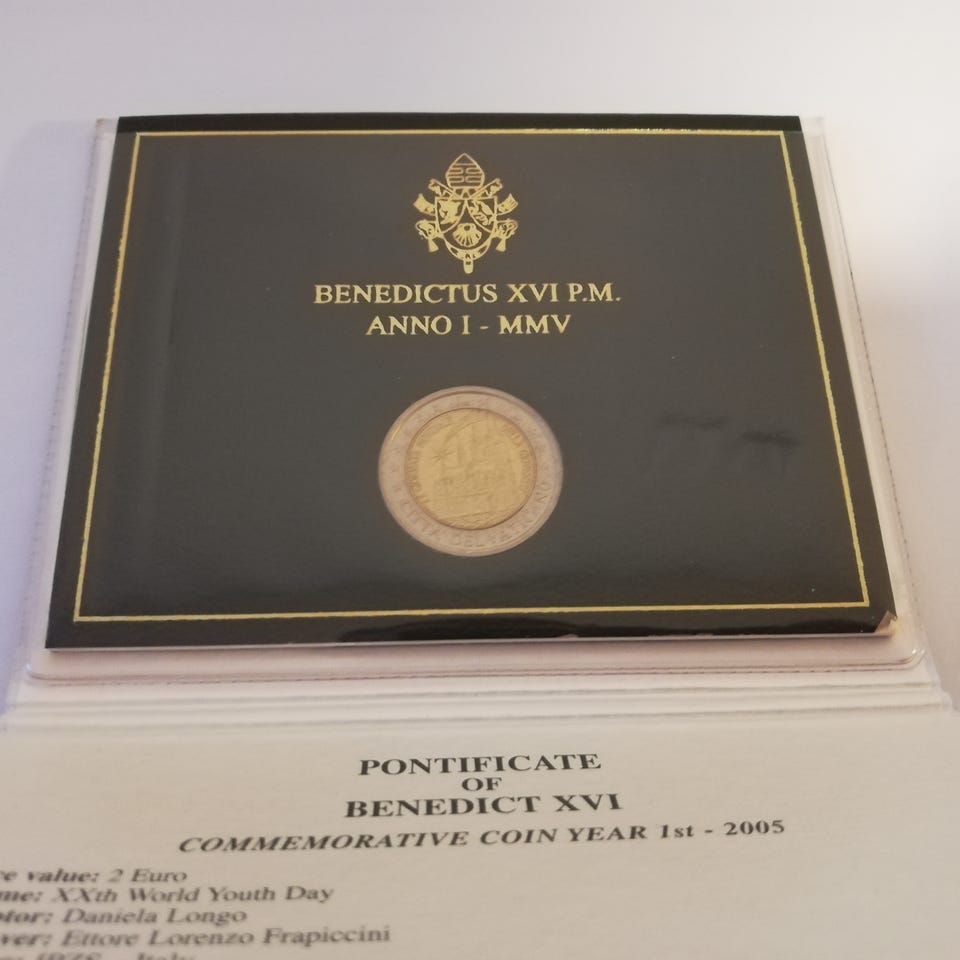 BENEDICTUS XVI P.M.
ANNO I - MMV
CITTÀ DEL VATICANO
PONTIFICATE
OF
BENEDICT XVI
COMMEMORATIVE COIN YEAR 1st - 2005
value: 2 Euro
XXth World Youth Day
Daniela Longo
Ettore Lorenzo Frapiccini
Italy